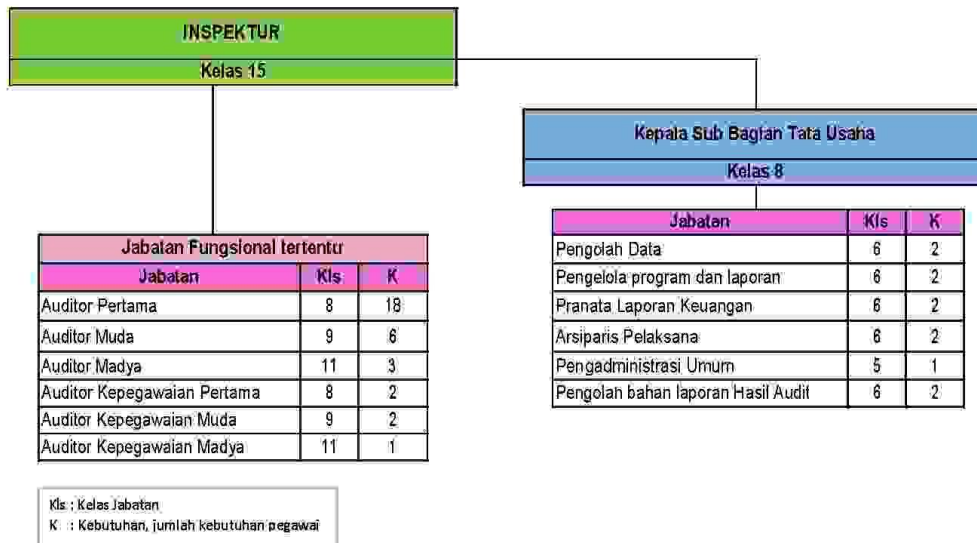 INSPEKTUR
Kelas 15
Kepala Sub Bagian Tata Usaha
Kelas 8
Jabatan Fungsional tertentu
Jabatan Kls K
Auditor Pertama 8 18
Auditor Muda 9 6
Auditor Madya 11 3
Auditor Kepegawaian Pertama 8 2
Auditor Kepegawaian Muda 9 2
Auditor Kepegawaian Madya 11 1
Jabatan Kls K
Pengolah Data 6 2
Pengelola program dan laporan 6 2
Pranata Laporan Keuangan 6 2
Arsiparis Pelaksana 6 2
Pengadministrasi Umum 5 1
Pengolah bahan laporan Hasil Audit 6 2
Kls : Kelas Jabatan
K : Kebutuhan, jumlah kebutuhan pegawai